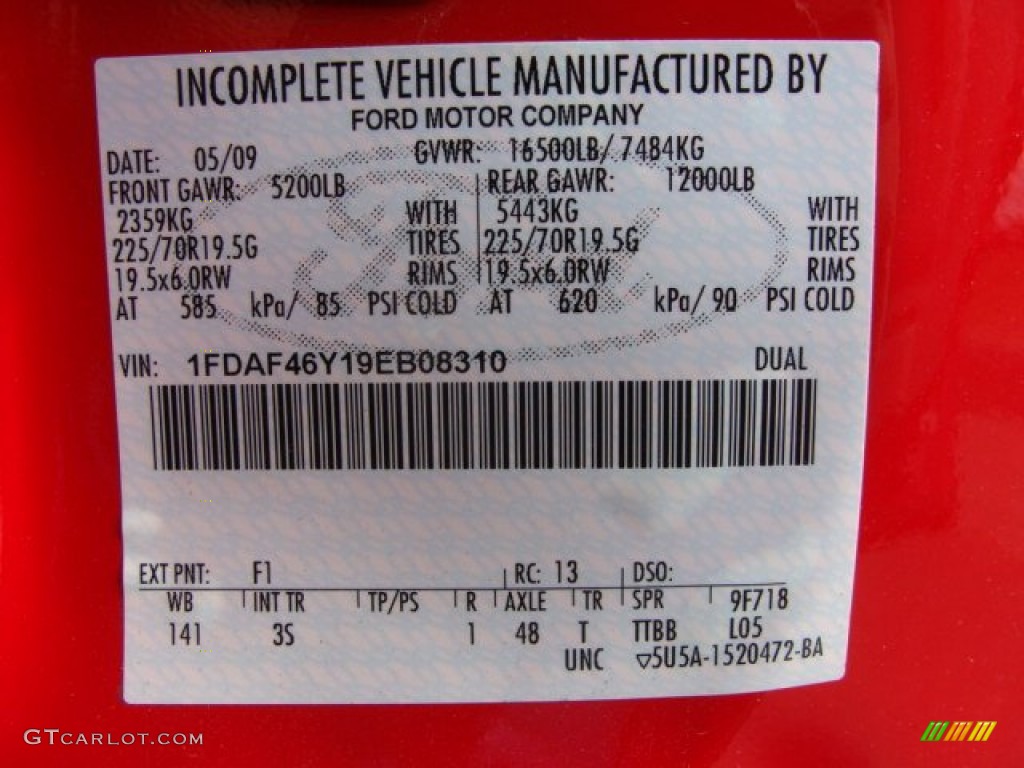 INCOMPLETE VEHICLE MANUFACTURED BY
FORD MOTOR COMPANY
DATE: 05/09 GVWR: 16500LB/ 7484KG
FRONT GAWR: 5200LB REAR GAWR: 12000LB
2359KG WITH 5443KG WITH
225/70R19.5G TIRES 225/70R19.5G TIRES
19.5x6.0RW RIMS 19.5x6.0RW RIMS
AT 585 kPa/ 85 PSI COLD AT 620 kPa/ 90 PSI COLD
VIN: 1FDAF46Y19EB08310 DUAL
EXT PNT: F1 RC: 13 DSO:
WB INT TR TP/PS R AXLE TR SPR 9F718
141 3S 1 48 T TTBB L05
UNC ▽5U5A-1520472-BA
GTCARLOT.COM